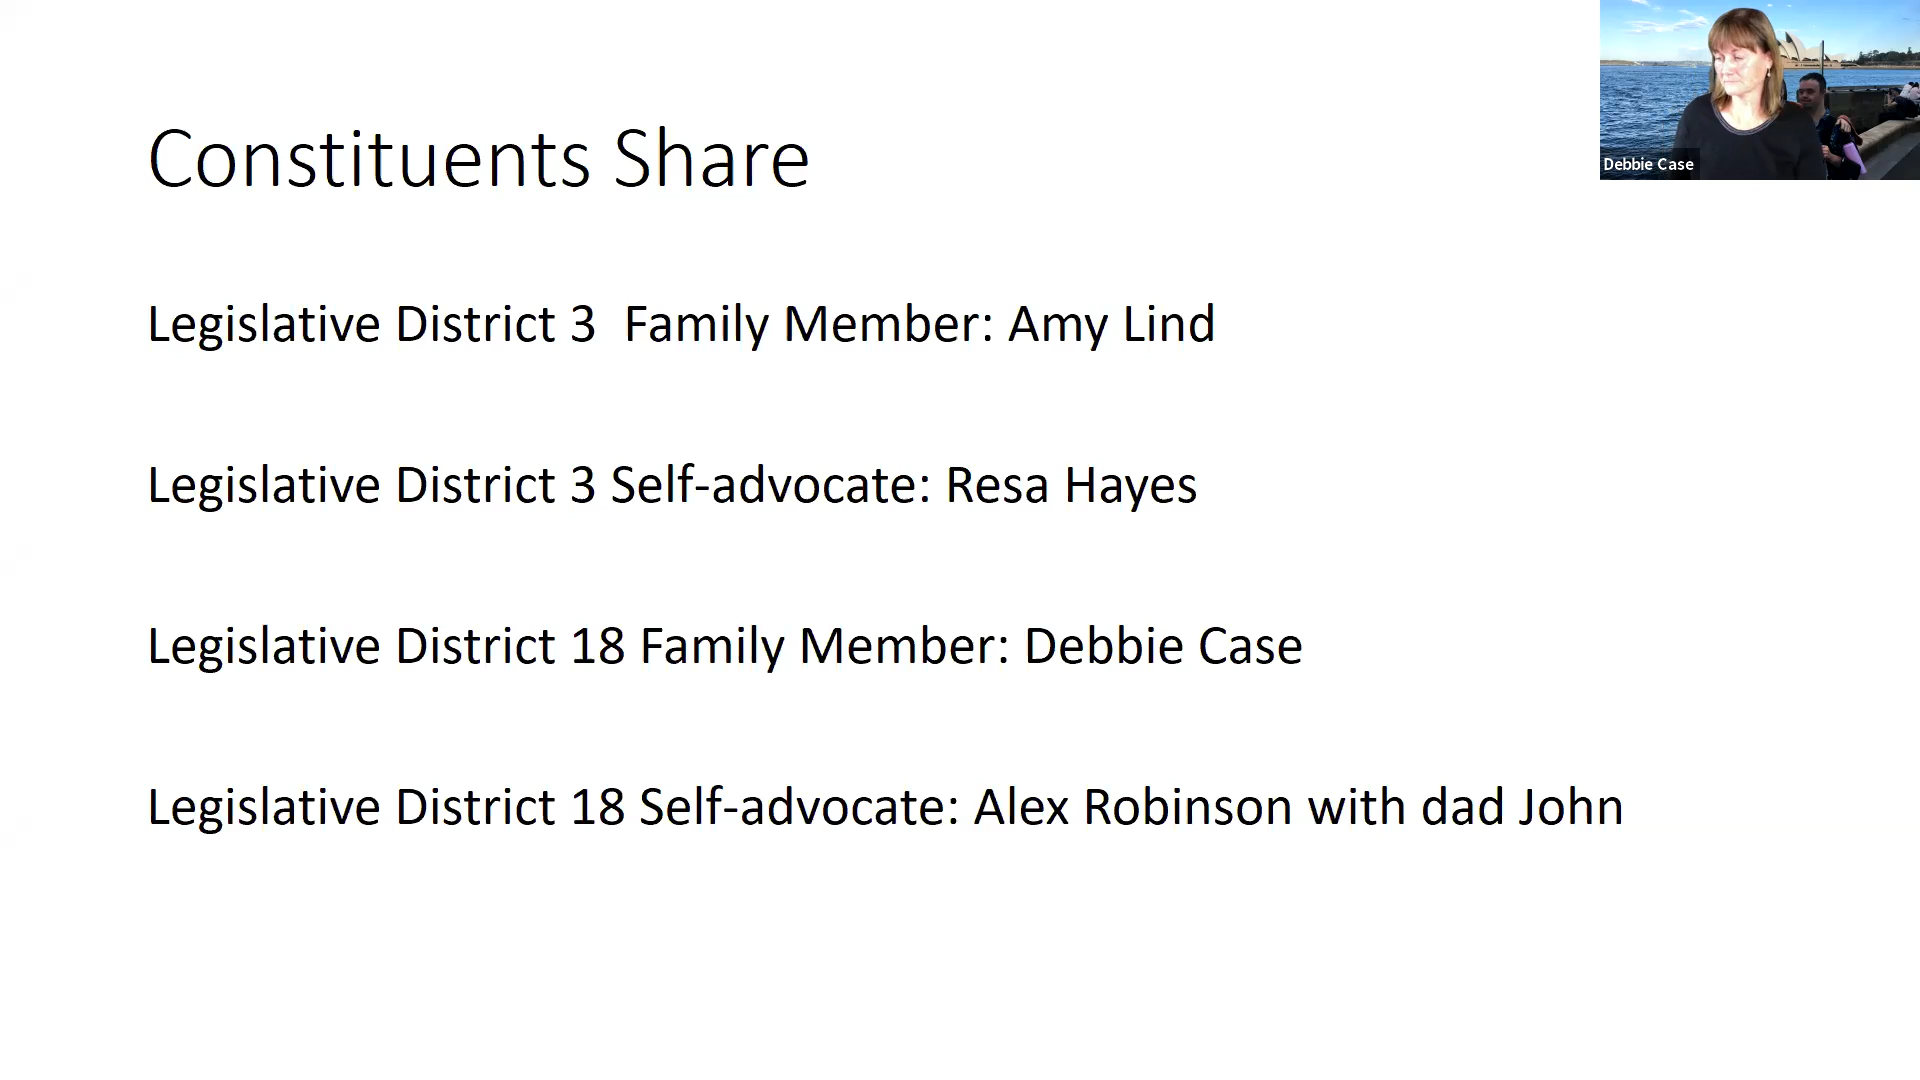 Constituents Share
Debbie Case
Legislative District 3  Family Member: Amy Lind
Legislative District 3 Self-advocate: Resa Hayes
Legislative District 18 Family Member: Debbie Case
Legislative District 18 Self-advocate: Alex Robinson with dad John